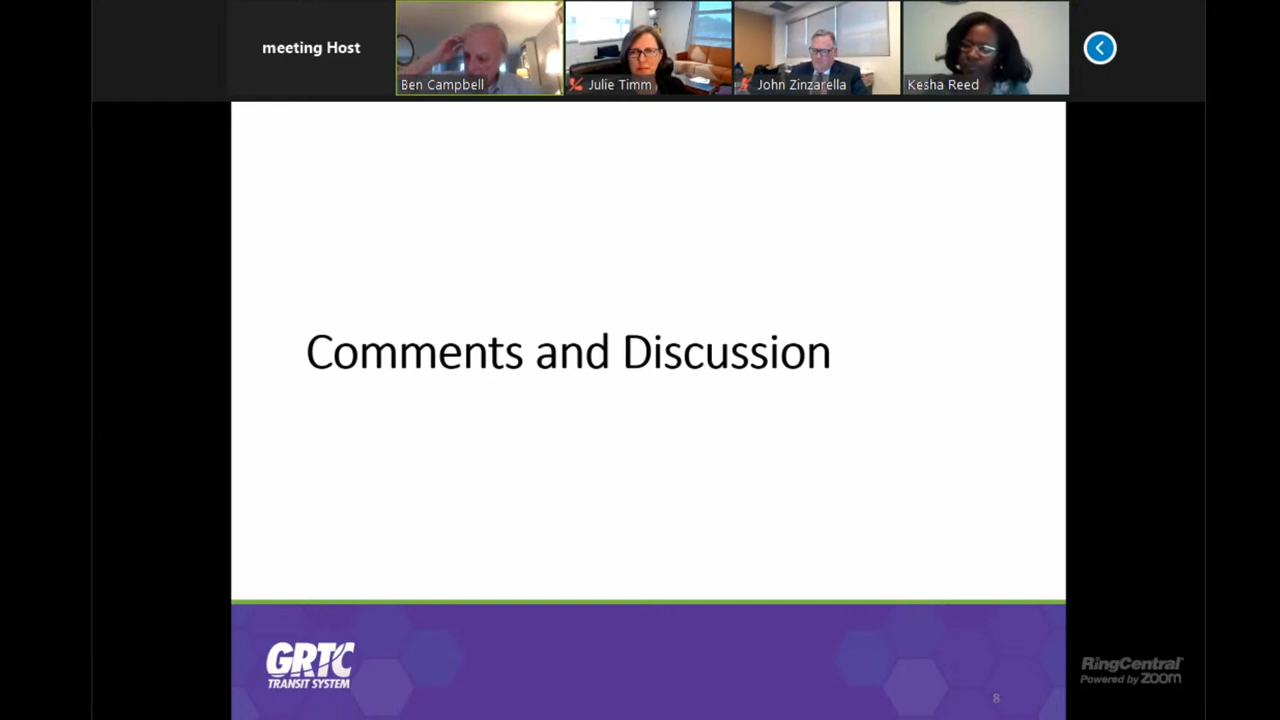 meeting Host
Ben Campbell
Julie Timm
John Zinzarella
Kesha Reed
Comments and Discussion
GRTC
TRANSIT SYSTEM
8
RingCentral
Powered by zoom